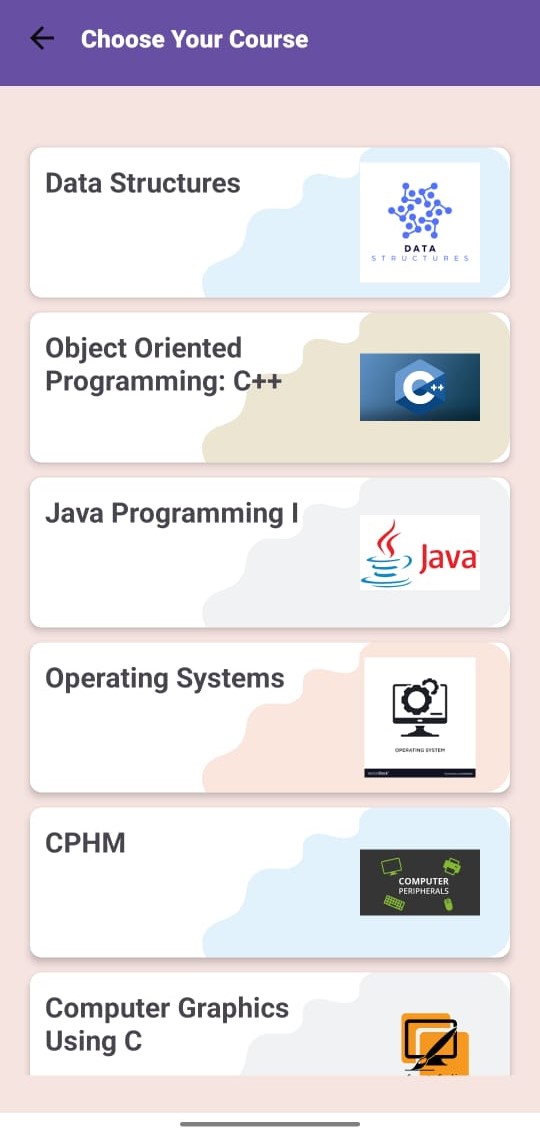 Choose Your Course
Data Structures
DATA
STRUCTURES
Object Oriented
Programming: C++
C++
Java Programming I
Java
Operating Systems
OPERATING SYSTEM
CPHM
COMPUTER
PERIPHERALS
Computer Graphics
Using C